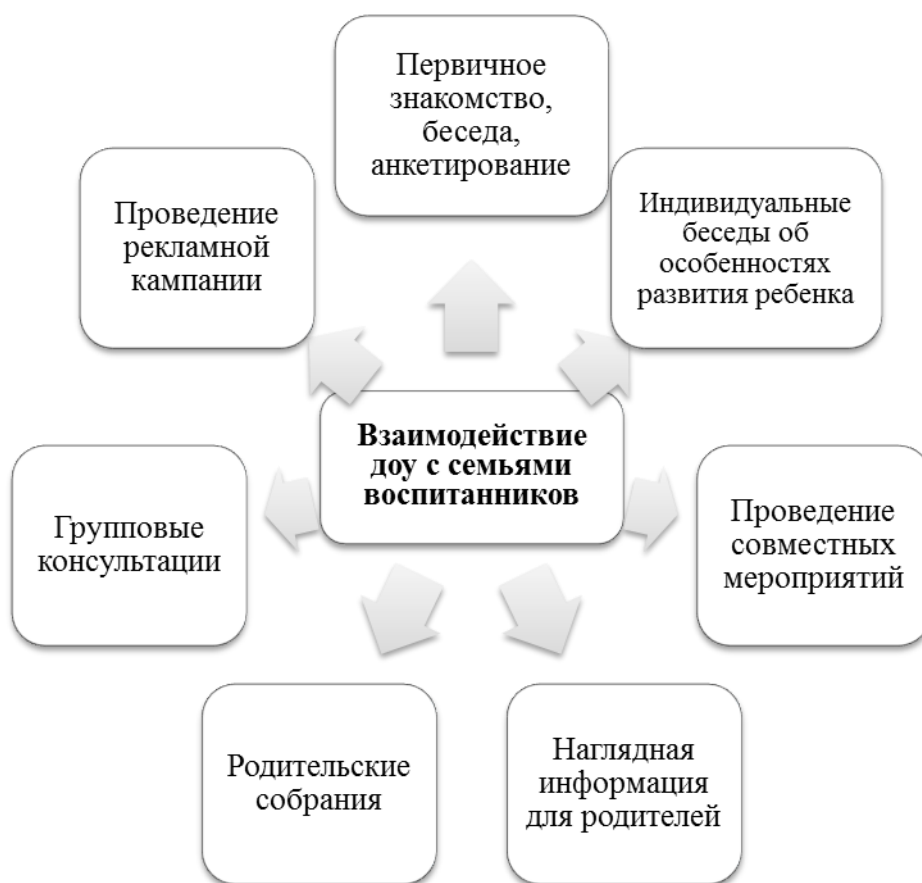 Первичное
знакомство,
беседа,
анкетирование
Проведение
рекламной
кампании
Индивидуальные
беседы об
особенностях
развития ребенка
Взаимодействие
доу с семьями
воспитанников
Групповые
консультации
Проведение
совместных
мероприятий
Родительские
собрания
Наглядная
информация
для родителей